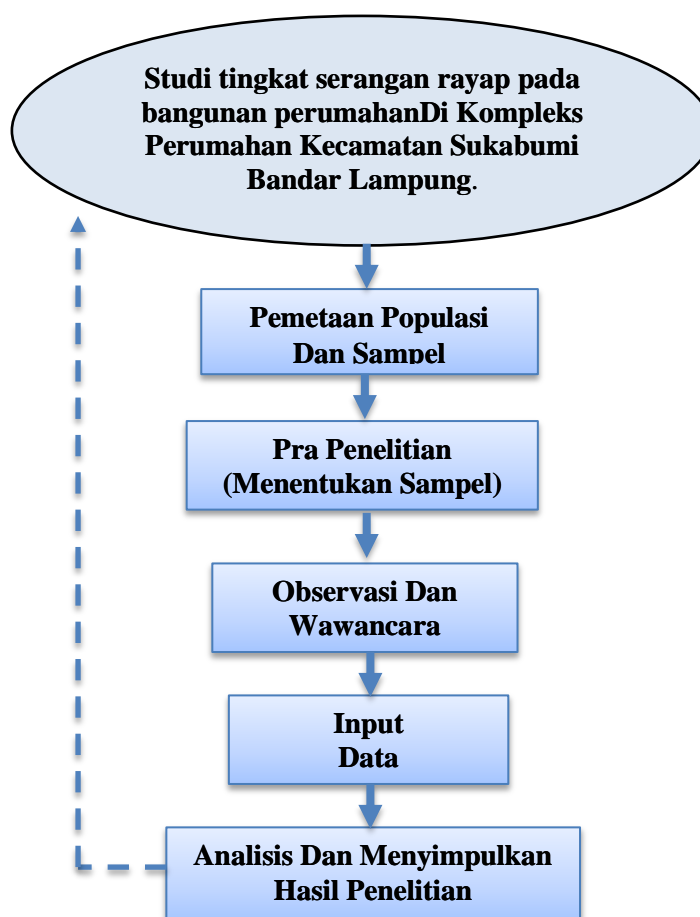 Studi tingkat serangan rayap pada
bangunan perumahanDi Kompleks
Perumahan Kecamatan Sukabumi
Bandar Lampung.
Pemetaan Populasi
Dan Sampel
Pra Penelitian
(Menentukan Sampel)
Observasi Dan
Wawancara
Input
Data
Analisis Dan Menyimpulkan
Hasil Penelitian